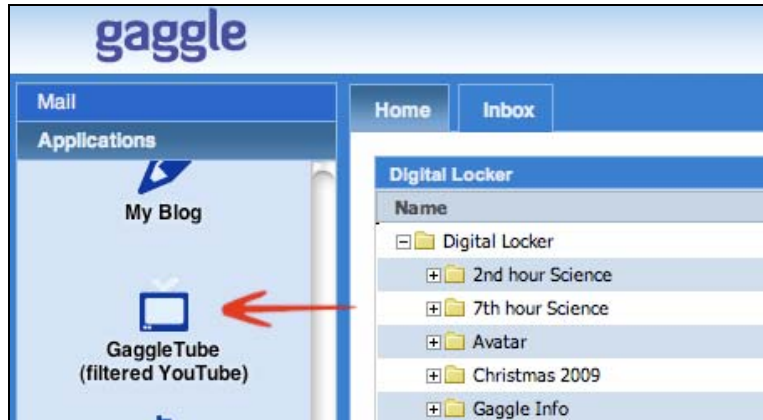 gaggle
Mail
Applications
My Blog
GaggleTube
(filtered YouTube)
Home
Inbox
Digital Locker
Name
Digital Locker
2nd hour Science
7th hour Science
Avatar
Christmas 2009
Gaggle Info